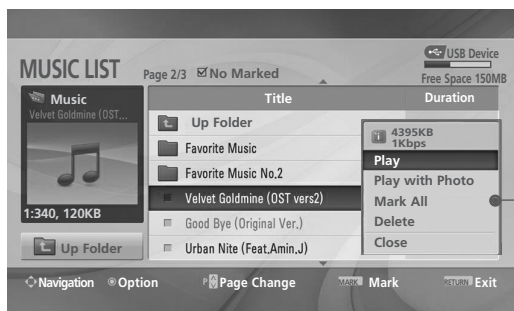 USB Device
MUSIC LIST
Page 2/3
No Marked
Free Space 150MB
Music
Velvet Goldmine (OST...
Title
Duration
Up Folder
Favorite Music
Favorite Music No.2
Velvet Goldmine (OST vers2)
Good Bye (Original Ver.)
Urban Nite (Feat.Amin.J)
4395KB
1Kbps
Play
Play with Photo
Mark All
Delete
Close
1:340, 120KB
Up Folder
Navigation
Option
P Page Change
MARK Mark
RETURN Exit